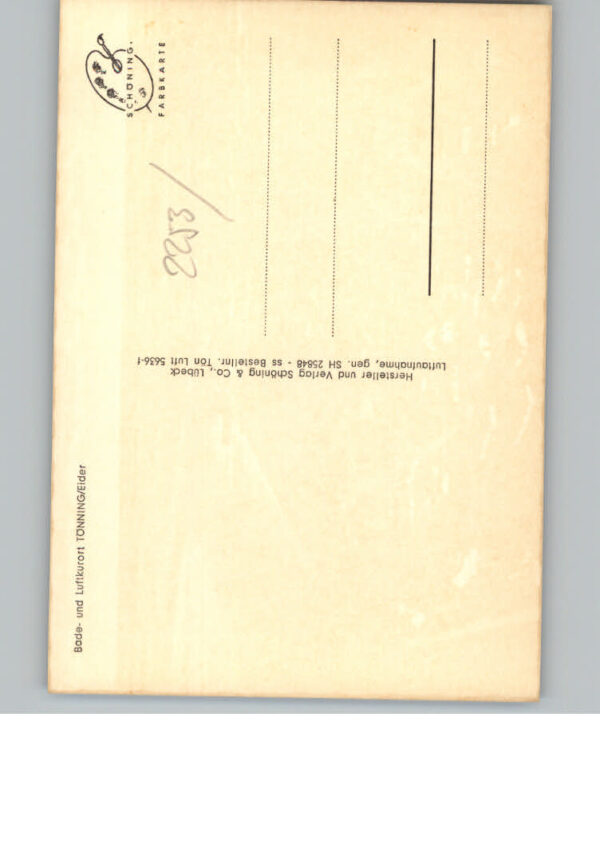 Bade- und Luftkurort TÖNNING/Eider
SCHÖNING.
FARBKARTE
2253/
Hersteller und Verlag Schöning & Co., Lübeck
Luftaufnahme, gen. SH 25848 - ss Bestellnr. Tön Luft 5636-f